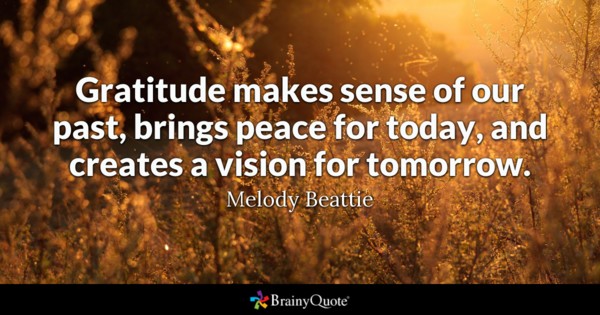 Gratitude makes sense of our
past, brings peace for today, and
creates a vision for tomorrow.
Melody Beattie
BrainyQuote®